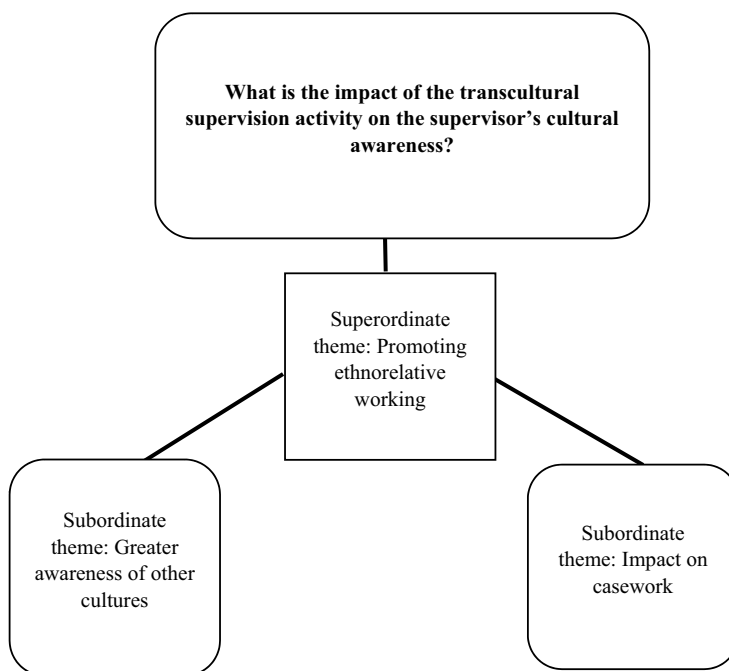 What is the impact of the transcultural
supervision activity on the supervisor’s cultural
awareness?
Superordinate
theme: Promoting
ethnorelative
working
Subordinate
theme: Greater
awareness of other
cultures
Subordinate
theme: Impact on
casework